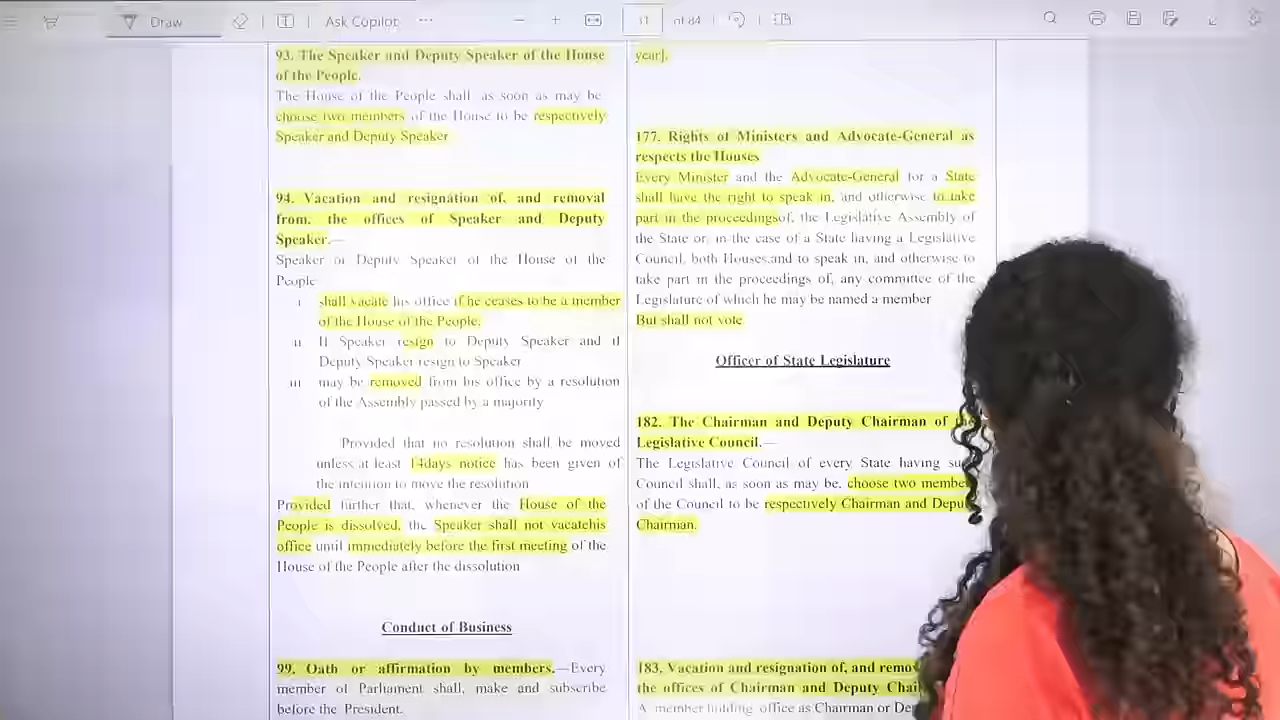 Draw
Ask Copilot
of 84
93. The Speaker and Deputy Speaker of the House
of the People.
The House of the People shall as soon as may be
choose two members of the House to be respectively
Speaker and Deputy Speaker
94. Vacation and resignation of, and removal
from, the offices of Speaker and Deputy
Speaker.—
Speaker or Deputy Speaker of the House of the
People
i shall vacate his office if he ceases to be a member
of the House of the People.
ii If Speaker resign to Deputy Speaker and if
Deputy Speaker resign to Speaker
iii may be removed from his office by a resolution
of the Assembly passed by a majority
Provided that no resolution shall be moved
unless at least 14days notice has been given of
the intention to move the resolution
Provided further that, whenever the House of the
People is dissolved, the Speaker shall not vacatehis
office until immediately before the first meeting of the
House of the People after the dissolution
Conduct of Business
99. Oath or affirmation by members.—Every
member of Parliament shall, make and subscribe
before the President.
year].
177. Rights of Ministers and Advocate-General as
respects the Houses
Every Minister and the Advocate-General for a State
shall have the right to speak in, and otherwise to take
part in the proceedingsof, the Legislative Assembly of
the State or, in the case of a State having a Legislative
Council, both Houses,and to speak in, and otherwise to
take part in the proceedings of, any committee of the
Legislature of which he may be named a member
But shall not vote
Officer of State Legislature
182. The Chairman and Deputy Chairman of the
Legislative Council.—
The Legislative Council of every State having su
Council shall, as soon as may be, choose two membe
of the Council to be respectively Chairman and Depu
Chairman.
183. Vacation and resignation of, and remov
the offices of Chairman and Deputy Chai
A member holding office as Chairman or De